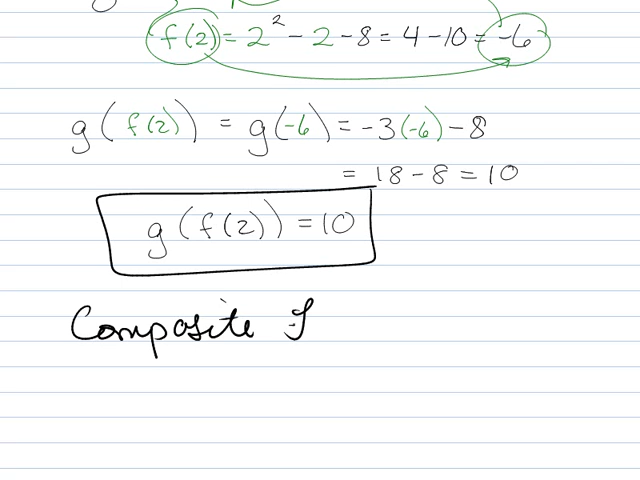 f(2) = 2² - 2 - 8 = 4 - 10 = -6
g(f(2)) = g(-6) = -3(-6) - 8
= 18 - 8 = 10
g(f(2)) = 10
Composite